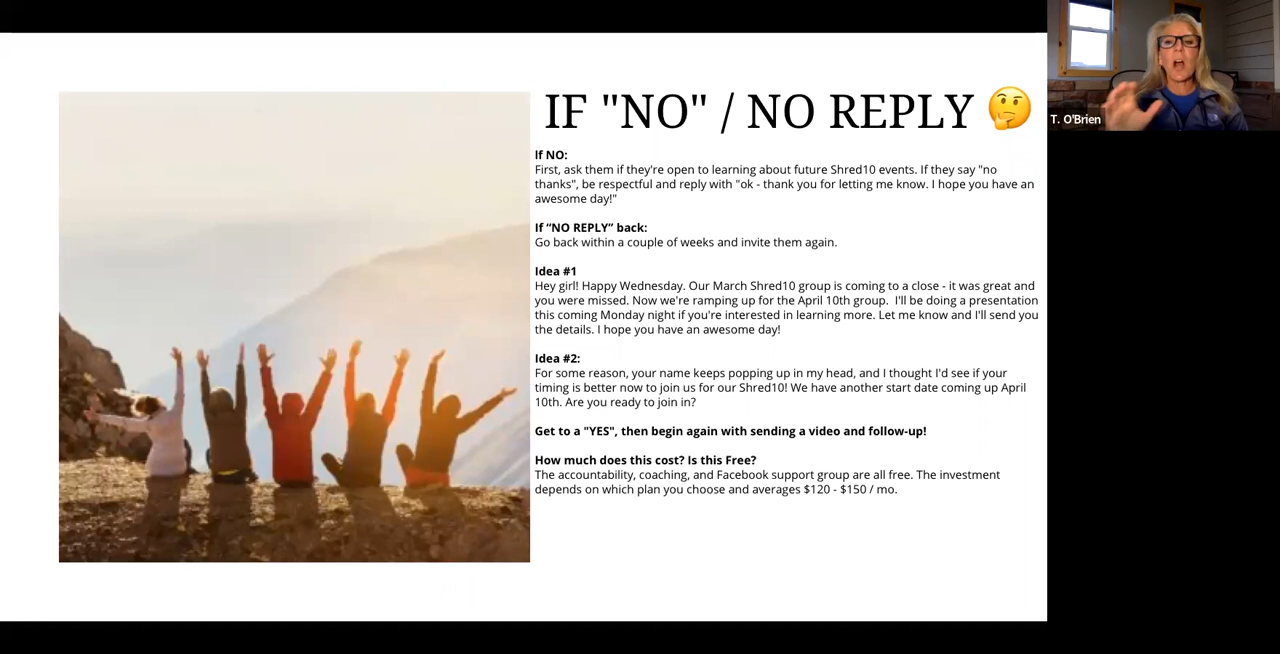 IF "NO" / NO REPLY 🤔
If NO:
First, ask them if they're open to learning about future Shred10 events. If they say "no
thanks", be respectful and reply with "ok - thank you for letting me know. I hope you have an
awesome day!"
If “NO REPLY” back:
Go back within a couple of weeks and invite them again.
Idea #1
Hey girl! Happy Wednesday. Our March Shred10 group is coming to a close - it was great and
you were missed. Now we're ramping up for the April 10th group.  I'll be doing a presentation
this coming Monday night if you're interested in learning more. Let me know and I'll send you
the details. I hope you have an awesome day!
Idea #2:
For some reason, your name keeps popping up in my head, and I thought I'd see if your
timing is better now to join us for our Shred10! We have another start date coming up April
10th. Are you ready to join in?
Get to a "YES", then begin again with sending a video and follow-up!
How much does this cost? Is this Free?
The accountability, coaching, and Facebook support group are all free. The investment
depends on which plan you choose and averages $120 - $150 / mo.
T. O'Brien